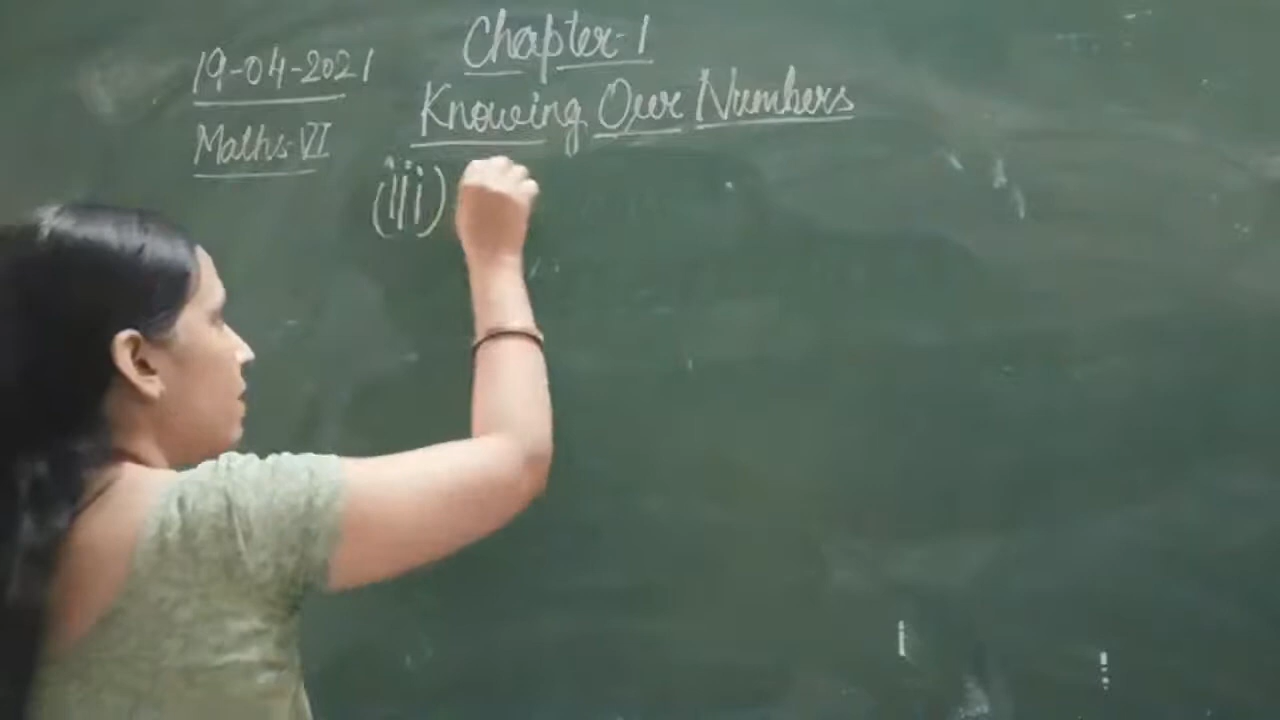 19-04-2021
Maths-VI
Chapter-1
Knowing Our Numbers
(iii)